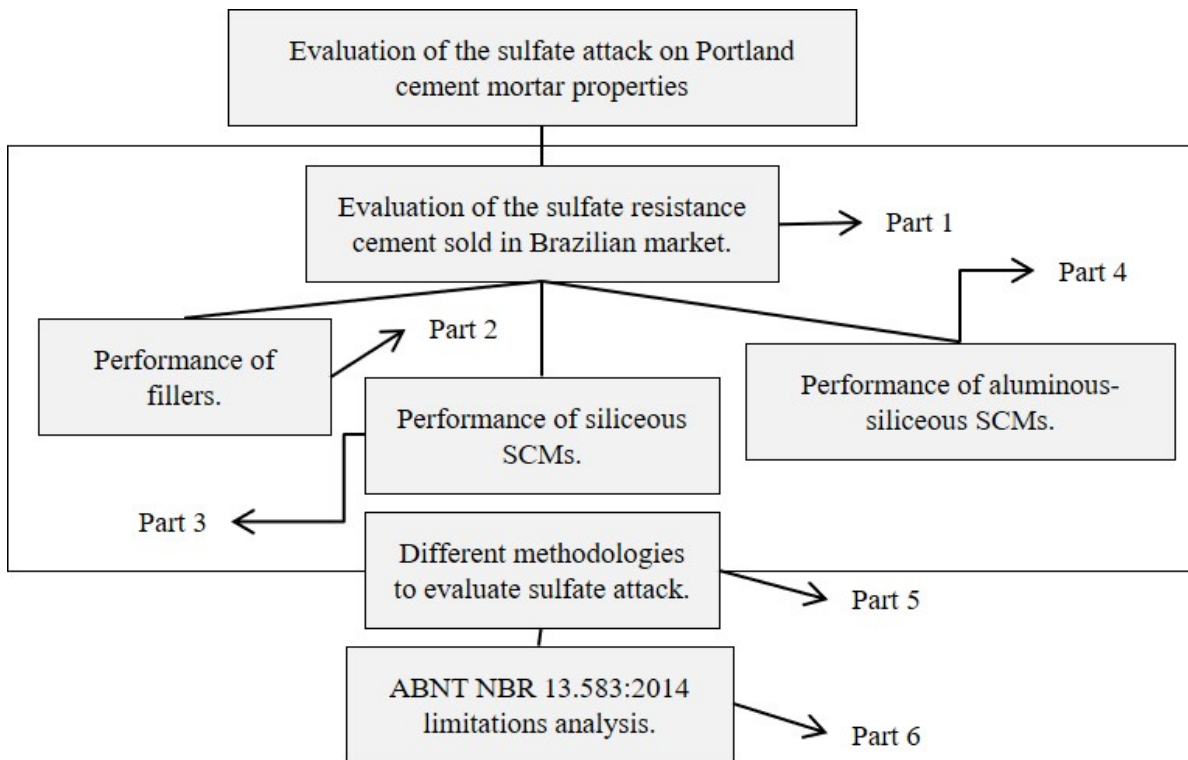 Evaluation of the sulfate attack on Portland
cement mortar properties
Evaluation of the sulfate resistance
cement sold in Brazilian market.
Part 1
Part 4
Performance of
fillers.
Part 2
Performance of siliceous
SCMs.
Performance of aluminous-
siliceous SCMs.
Part 3
Different methodologies
to evaluate sulfate attack.
Part 5
ABNT NBR 13.583:2014
limitations analysis.
Part 6